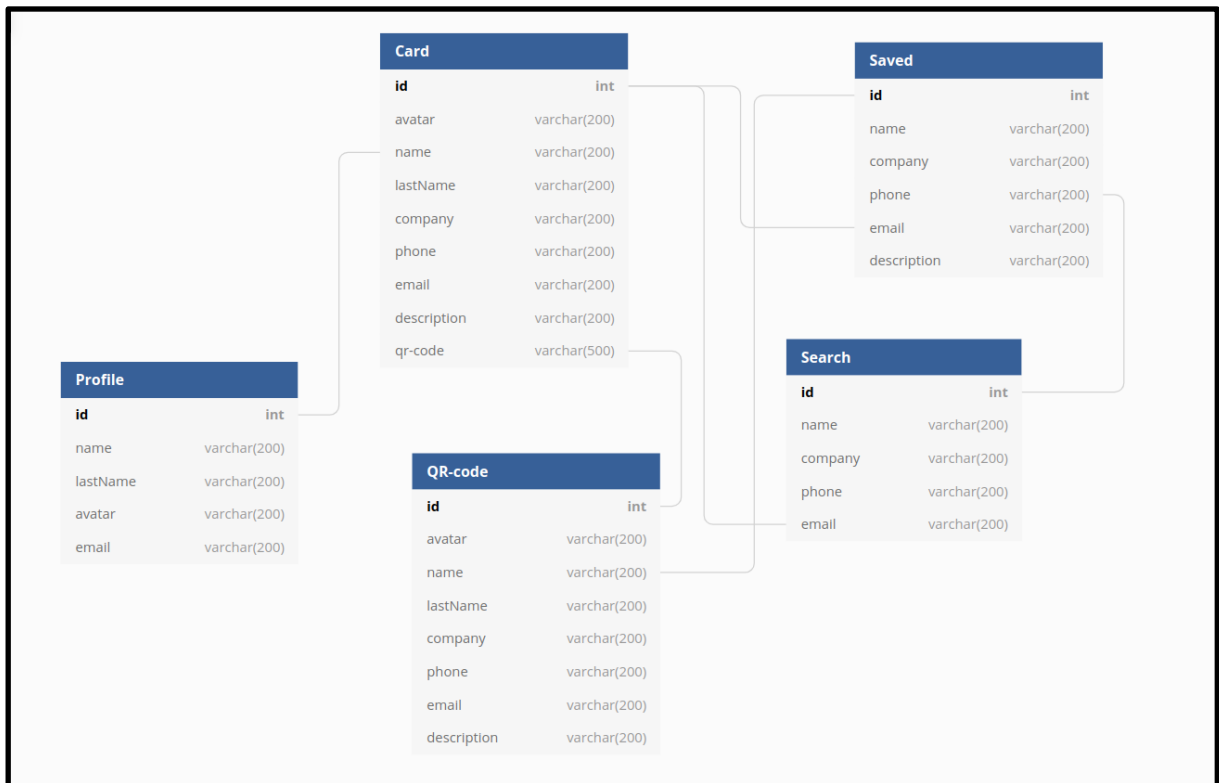 Card
id int
avatar varchar(200)
name varchar(200)
lastName varchar(200)
company varchar(200)
phone varchar(200)
email varchar(200)
description varchar(200)
qr-code varchar(500)
Saved
id int
name varchar(200)
company varchar(200)
phone varchar(200)
email varchar(200)
description varchar(200)
Profile
id int
name varchar(200)
lastName varchar(200)
avatar varchar(200)
email varchar(200)
Search
id int
name varchar(200)
company varchar(200)
phone varchar(200)
email varchar(200)
QR-code
id int
avatar varchar(200)
name varchar(200)
lastName varchar(200)
company varchar(200)
phone varchar(200)
email varchar(200)
description varchar(200)